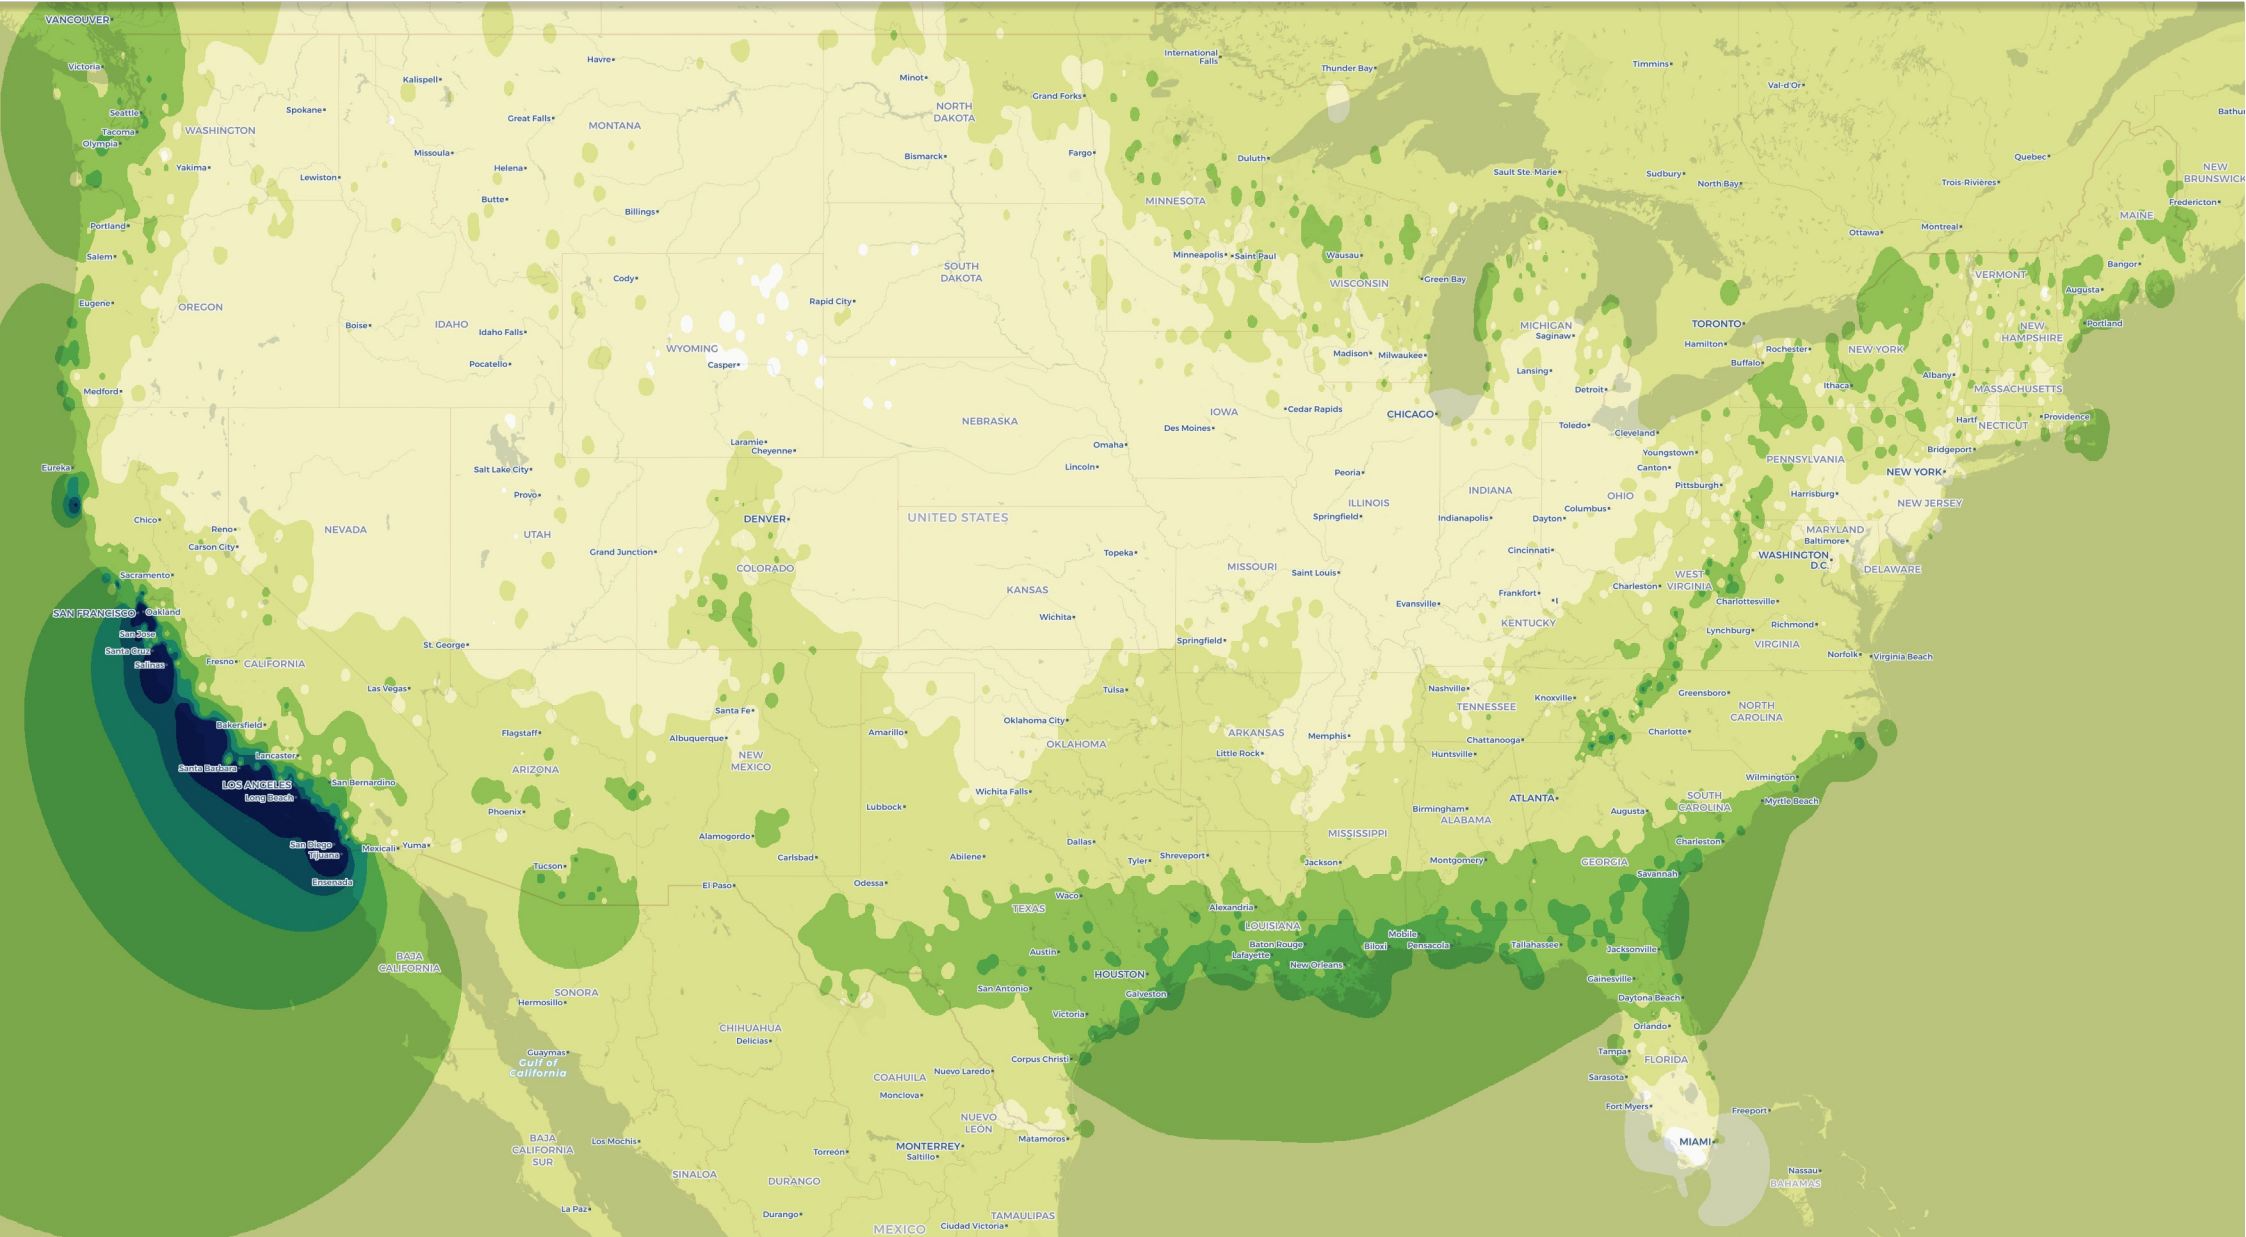 VANCOUVER
Victoria
Seattle
Tacoma
Olympia
WASHINGTON
Yakima
Spokane
Lewiston
Portland
Salem
Eugene
OREGON
Medford
Kalispell
Missoula
Havre
Great Falls
MONTANA
Helena
Butte
Billings
Boise
IDAHO
Idaho Falls
Pocatello
Cody
WYOMING
Casper
Laramie
Cheyenne
Minot
NORTH
DAKOTA
Grand Forks
Bismarck
Fargo
SOUTH
DAKOTA
Rapid City
NEBRASKA
Omaha
Lincoln
International
Falls
Thunder Bay
Duluth
MINNESOTA
Minneapolis
Saint Paul
Wausau
WISCONSIN
Green Bay
Madison
Milwaukee
IOWA
Cedar Rapids
Des Moines
CHICAGO
Sault Ste. Marie
MICHIGAN
Saginaw
Lansing
Detroit
Timmins
Val-d'Or
Sudbury
North Bay
Bathu
Quebec
Trois-Rivières
NEW
BRUNSWICK
Fredericton
MAINE
Ottawa
Montreal
Bangor
Augusta
VERMONT
Portland
NEW
HAMPSHIRE
TORONTO
Hamilton
Rochester
Buffalo
NEW YORK
Ithaca
Albany
MASSACHUSETTS
Hartf
Providence
NECTICUT
Bridgeport
NEW YORK
NEW JERSEY
Toledo
Cleveland
Youngstown
Canton
Pittsburgh
PENNSYLVANIA
Harrisburg
MARYLAND
Baltimore
WASHINGTON
D.C.
DELAWARE
Eureka
Chico
Reno
Carson City
NEVADA
Sacramento
SAN FRANCISCO
Oakland
San Jose
Santa Cruz
Salinas
Fresno
CALIFORNIA
Bakersfield
Lancaster
Santa Barbara
LOS ANGELES
Long Beach
San Bernardino
San Diego
Tijuana
Ensenada
Mexicali
Yuma
Las Vegas
St. George
Salt Lake City
Provo
UTAH
Grand Junction
DENVER
COLORADO
UNITED STATES
KANSAS
Topeka
Wichita
MISSOURI
Saint Louis
Springfield
Peoria
ILLINOIS
Springfield
INDIANA
Indianapolis
OHIO
Columbus
Dayton
Cincinnati
Evansville
Frankfort
KENTUCKY
Charleston
WEST
VIRGINIA
Charlottesville
Lynchburg
Richmond
VIRGINIA
Norfolk
Virginia Beach
Flagstaff
ARIZONA
Phoenix
Tucson
Santa Fe
Albuquerque
NEW
MEXICO
Alamogordo
Carlsbad
El Paso
Amarillo
Lubbock
Odessa
Abilene
Tulsa
Oklahoma City
OKLAHOMA
Wichita Falls
Dallas
Tyler
Shreveport
Waco
TEXAS
Austin
San Antonio
HOUSTON
Galveston
Victoria
Corpus Christi
ARKANSAS
Little Rock
Memphis
Nashville
TENNESSEE
Knoxville
Chattanooga
Huntsville
Greensboro
NORTH
CAROLINA
Charlotte
Wilmington
SOUTH
CAROLINA
Myrtle Beach
Charleston
Augusta
ATLANTA
Birmingham
ALABAMA
MISSISSIPPI
Jackson
Montgomery
GEORGIA
Savannah
Alexandria
LOUISIANA
Baton Rouge
Lafayette
New Orleans
Biloxi
Mobile
Pensacola
Tallahassee
Jacksonville
Gainesville
Daytona Beach
Orlando
Tampa
FLORIDA
Sarasota
Fort Myers
MIAMI
Freeport
Nassau
BAHAMAS
BAJA
CALIFORNIA
SONORA
Hermosillo
Guaymas
Gulf of
California
BAJA
CALIFORNIA
SUR
La Paz
Los Mochis
SINALOA
CHIHUAHUA
Delicias
COAHUILA
Monclova
Nuevo Laredo
NUEVO
LEÓN
Matamoros
MONTERREY
Saltillo
Torreón
DURANGO
Durango
MEXICO
TAMAULIPAS
Ciudad Victoria